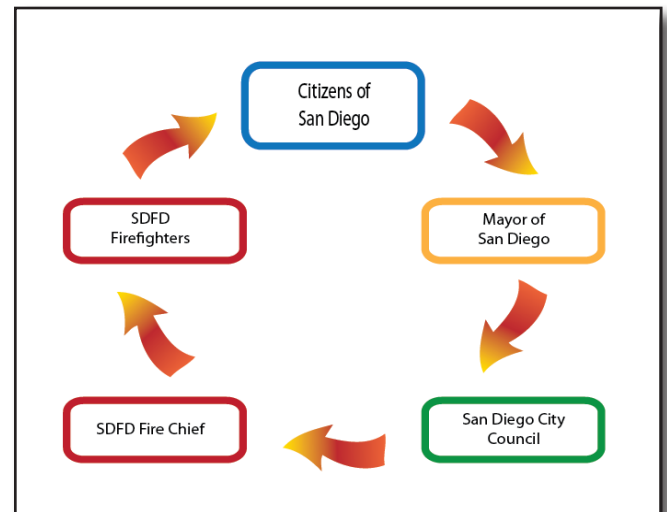 Citizens of
San Diego
SDFD
Firefighters
Mayor of
San Diego
SDFD Fire Chief
San Diego City
Council